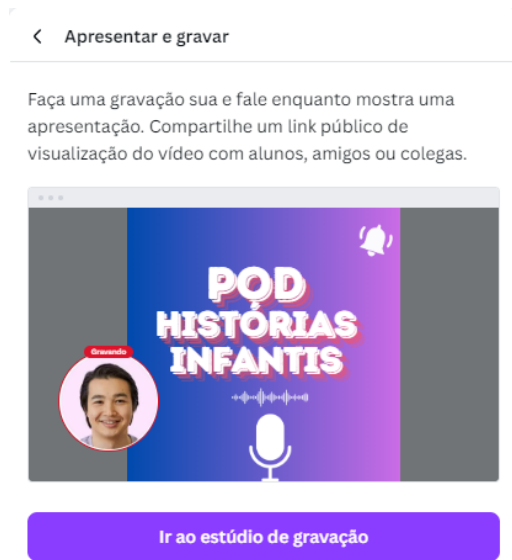 Apresentar e gravar
Faça uma gravação sua e fale enquanto mostra uma
apresentação. Compartilhe um link público de
visualização do vídeo com alunos, amigos ou colegas.
POD
HISTÓRIAS
INFANTIS
Gravando
Ir ao estúdio de gravação